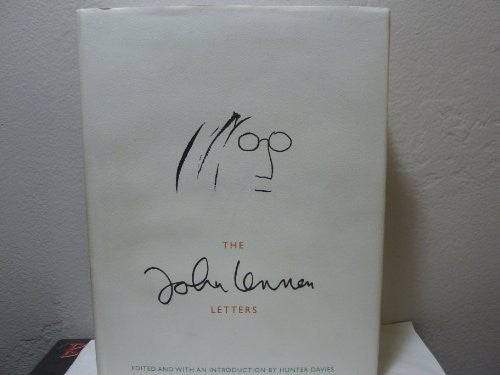 THE
John Lennon
LETTERS
EDITED AND WITH AN INTRODUCTION BY HUNTER DAVIES